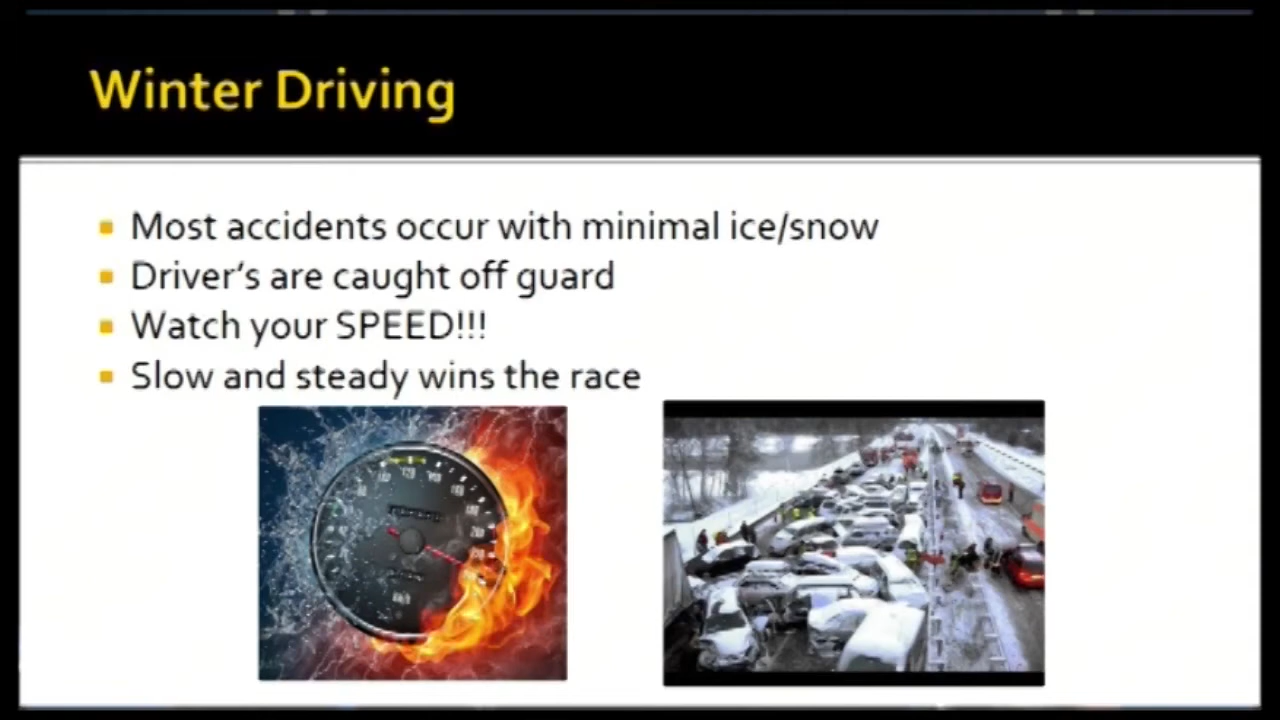 Winter Driving
Most accidents occur with minimal ice/snow
Driver's are caught off guard
Watch your SPEED!!!
Slow and steady wins the race
km/h